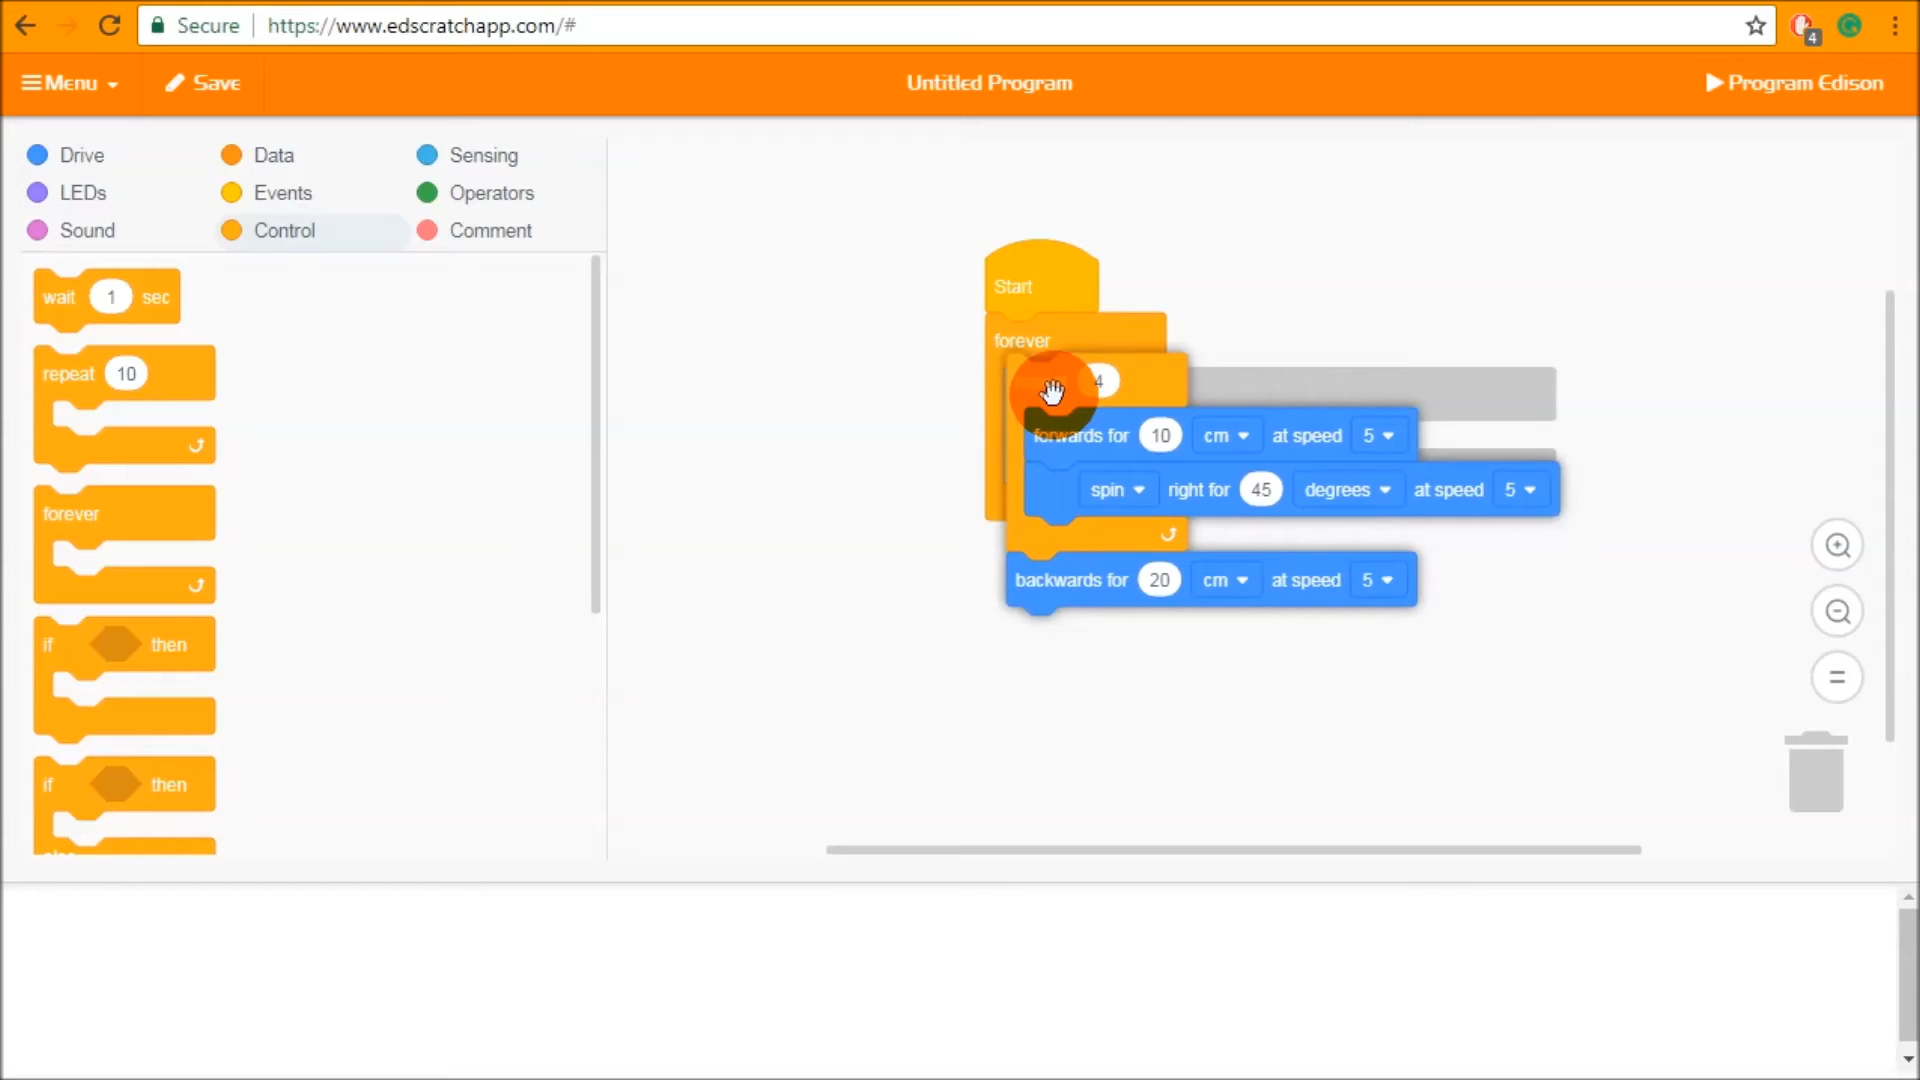 Secure https://www.edscratchapp.com/#
4
Menu Save Untitled Program Program Edison
Drive Data Sensing
LEDs Events Operators
Sound Control Comment
wait 1 sec
repeat 10
forever
if then
if then
Start
forever
4
forwards for 10 cm at speed 5
spin right for 45 degrees at speed 5
backwards for 20 cm at speed 5